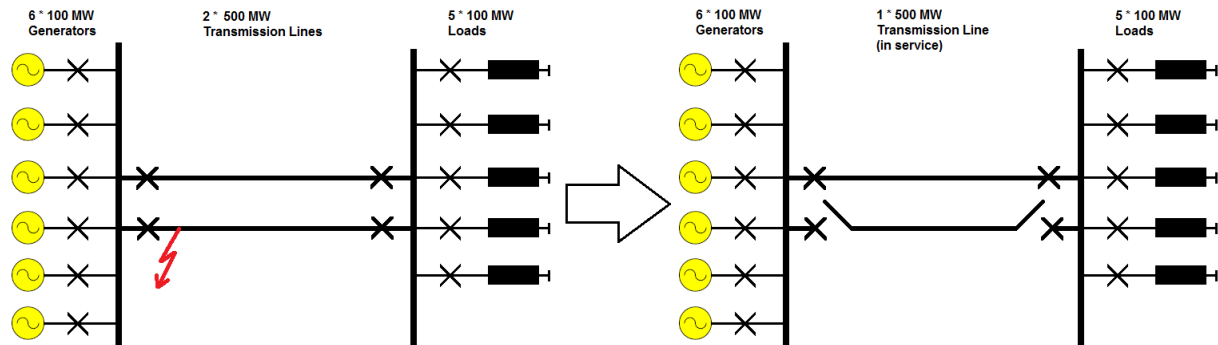 6 * 100 MW
Generators
2 * 500 MW
Transmission Lines
5 * 100 MW
Loads
6 * 100 MW
Generators
1 * 500 MW
Transmission Line
(in service)
5 * 100 MW
Loads